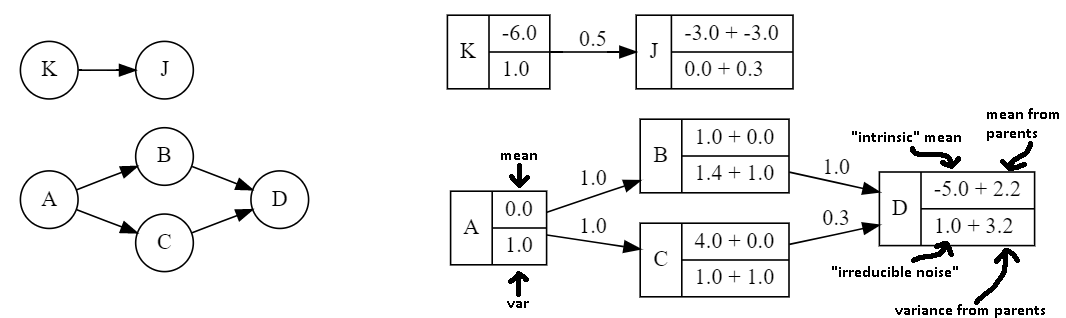 K
J
B
A
D
C
K
-6.0
1.0
0.5
J
-3.0 + -3.0
0.0 + 0.3
mean
A
0.0
1.0
var
1.0
1.0
B
1.0 + 0.0
1.4 + 1.0
C
4.0 + 0.0
1.0 + 1.0
1.0
0.3
"intrinsic" mean
mean from
parents
D
-5.0 + 2.2
1.0 + 3.2
"irreducible noise"
variance from parents